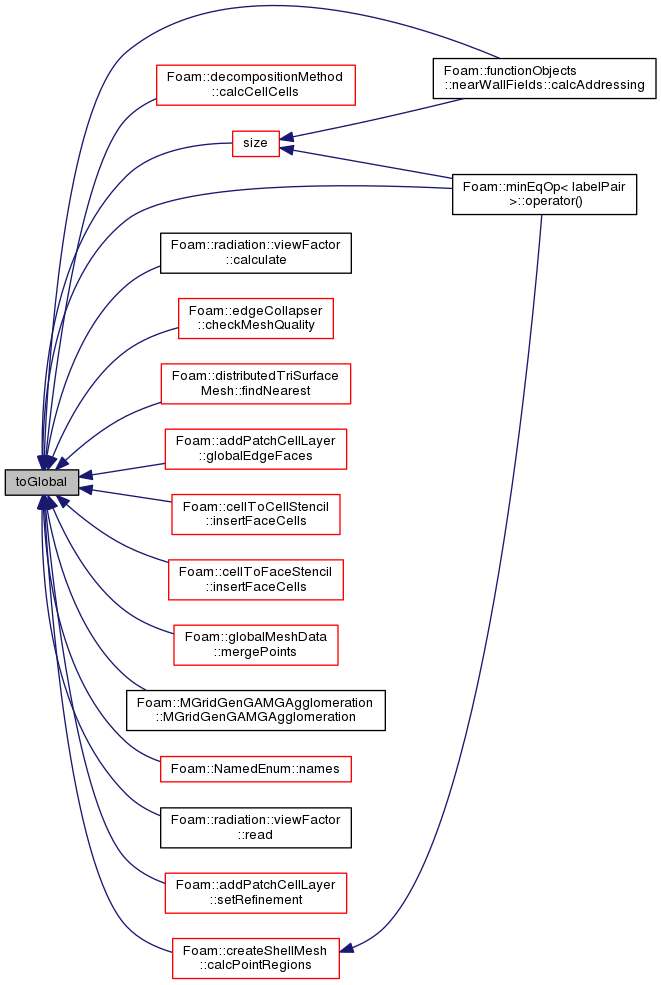 Foam::functionObjects
::nearWallFields::calcAddressing
Foam::decompositionMethod
::calcCellCells
size
Foam::minEqOp< labelPair
>::operator()
Foam::radiation::viewFactor
::calculate
Foam::edgeCollapser
::checkMeshQuality
Foam::distributedTriSurface
Mesh::findNearest
Foam::addPatchCellLayer
::globalEdgeFaces
toGlobal
Foam::cellToCellStencil
::insertFaceCells
Foam::cellToFaceStencil
::insertFaceCells
Foam::globalMeshData
::mergePoints
Foam::MGridGenGAMGAgglomeration
::MGridGenGAMGAgglomeration
Foam::NamedEnum::names
Foam::radiation::viewFactor
::read
Foam::addPatchCellLayer
::setRefinement
Foam::createShellMesh
::calcPointRegions